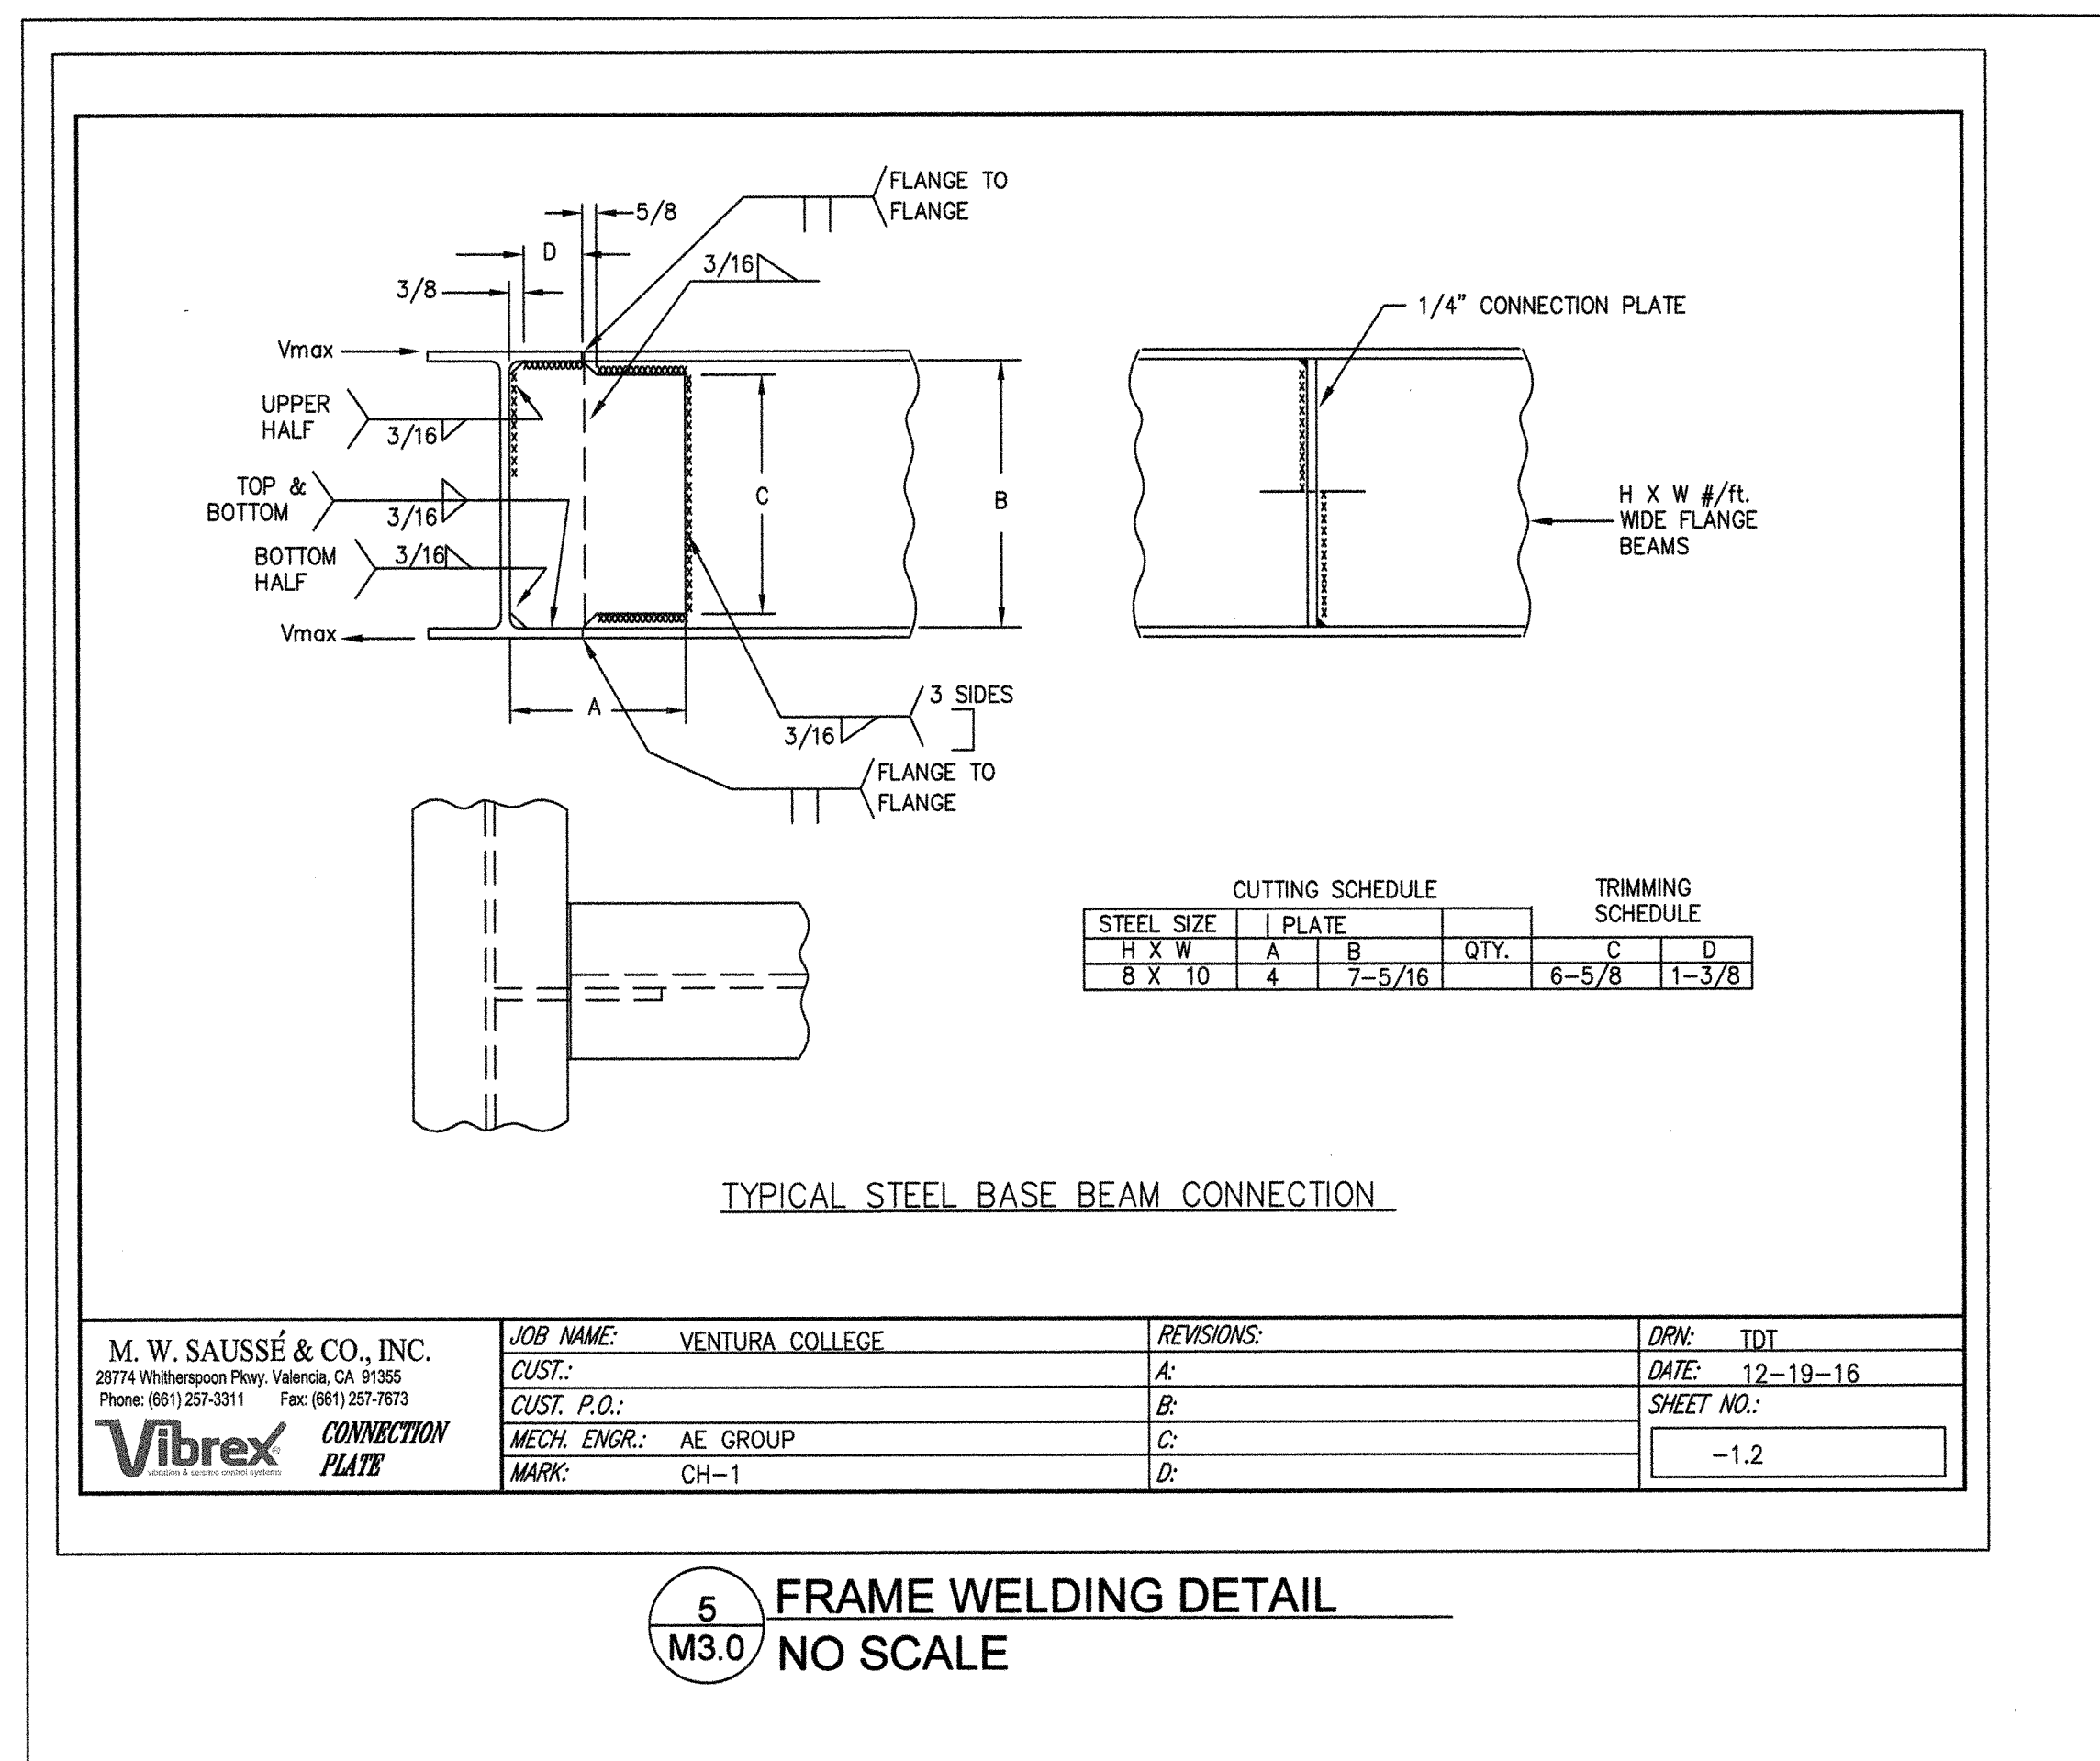 FLANGE TO
FLANGE
5/8
D
3/16
3/8
1/4" CONNECTION PLATE
Vmax
UPPER
HALF
3/16
TOP &
BOTTOM
3/16
C
B
H X W #/ft.
WIDE FLANGE
BEAMS
BOTTOM
HALF
3/16
Vmax
A
3 SIDES
3/16
FLANGE TO
FLANGE
CUTTING SCHEDULE
TRIMMING
SCHEDULE
STEEL SIZE PLATE
H X W A B QTY. C D
8 X 10 4 7-5/16 6-5/8 1-3/8
TYPICAL STEEL BASE BEAM CONNECTION
M. W. SAUSSÉ & CO., INC.
28774 Whitherspoon Pkwy. Valencia, CA 91355
Phone: (661) 257-3311 Fax: (661) 257-7673
Vibrex®
vibration & seismic control systems
CONNECTION
PLATE
JOB NAME: VENTURA COLLEGE
CUST.:
CUST. P.O.:
MECH. ENGR.: AE GROUP
MARK: CH-1
REVISIONS:
A:
B:
C:
D:
DRN: TDT
DATE: 12-19-16
SHEET NO.:
-1.2
5
M3.0
FRAME WELDING DETAIL
NO SCALE